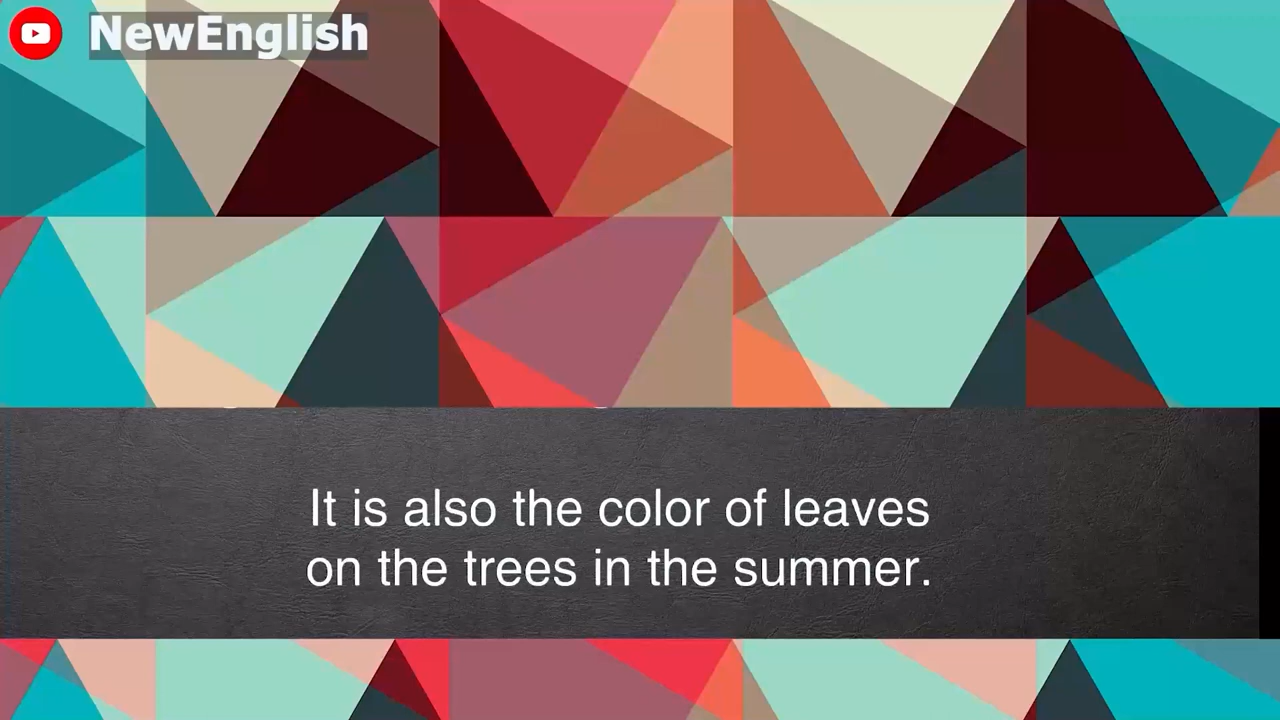 NewEnglish
It is also the color of leaves
on the trees in the summer.